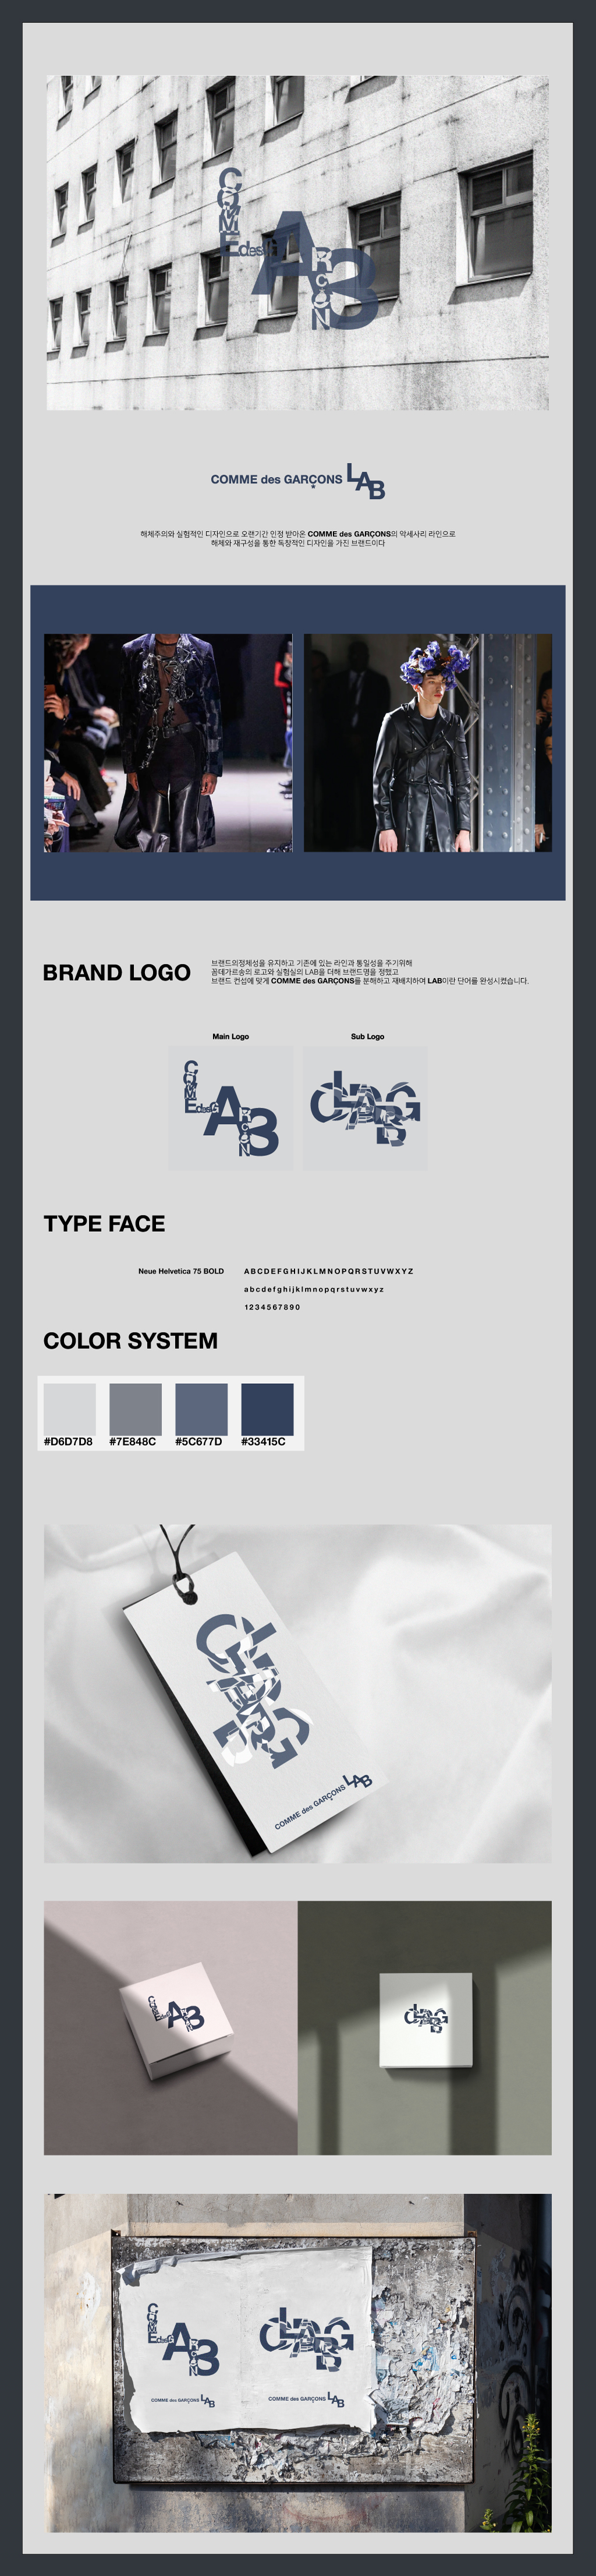 COMME des GARCON
LAB
COMME des GARÇONS LAB
해체주의와 실험적인 디자인으로 오랜기간 인정 받아온 COMME des GARÇONS의 악세사리 라인으로
해체와 재구성을 통한 독창적인 디자인을 가진 브랜드이다
BRAND LOGO
브랜드의정체성을 유지하고 기존에 있는 라인과 통일성을 주기위해
꼼데가르송의 로고와 실험실의 LAB을 더해 브랜드명을 정했고
브랜드 컨셉에 맞게 COMME des GARÇONS를 분해하고 재배치하여 LAB이란 단어를 완성시켰습니다.
Main Logo
Sub Logo
COMME des GARCON
LAB
CLABG
TYPE FACE
Neue Helvetica 75 BOLD
ABCDEFGHIJKLMNOPQRSTUVWXYZ
abcdefghijklmnopqrstuvwxyz
1234567890
COLOR SYSTEM
#D6D7D8 #7E848C #5C677D #33415C
COMME des GARÇONS LAB
COMME des GARÇONS LAB
COMME des GARÇONS LAB